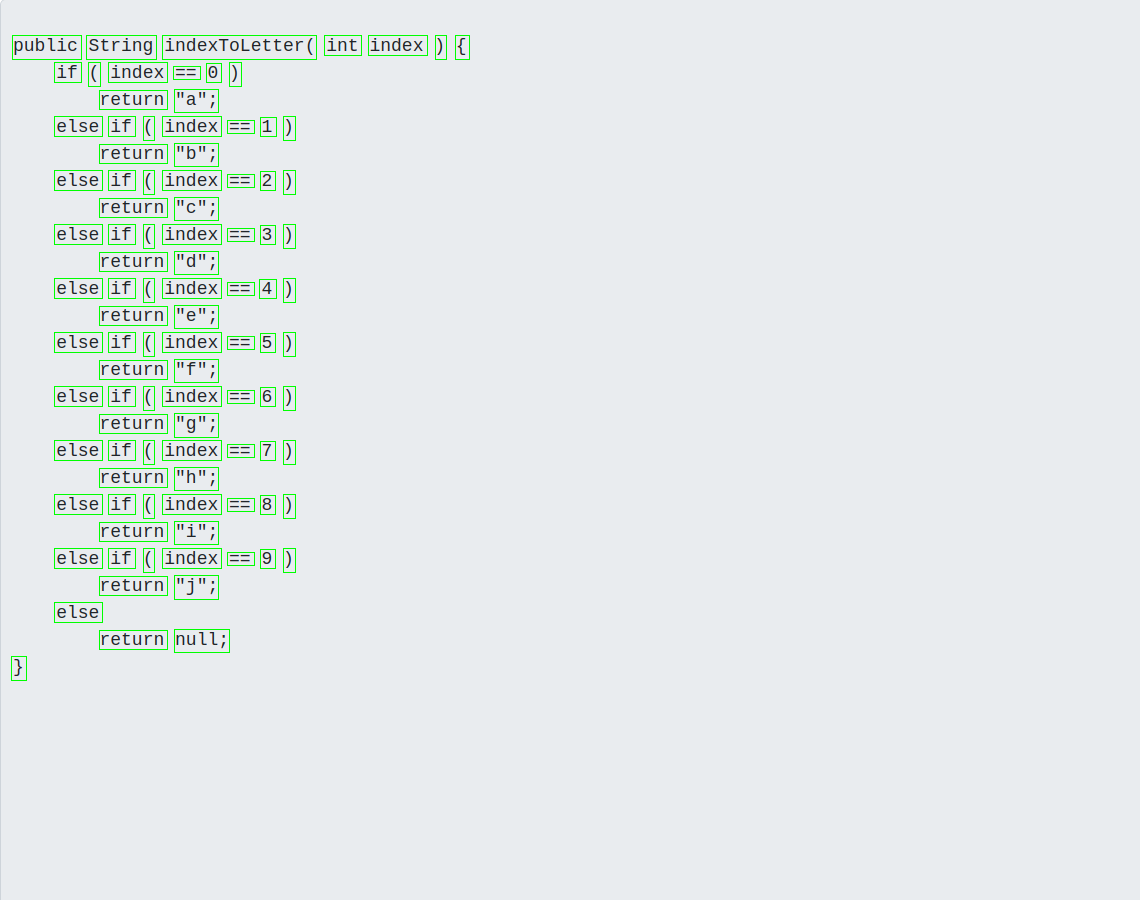 public String indexToLetter( int index ) {
if ( index == 0 )
return "a";
else if ( index == 1 )
return "b";
else if ( index == 2 )
return "c";
else if ( index == 3 )
return "d";
else if ( index == 4 )
return "e";
else if ( index == 5 )
return "f";
else if ( index == 6 )
return "g";
else if ( index == 7 )
return "h";
else if ( index == 8 )
return "i";
else if ( index == 9 )
return "j";
else
return null;
}